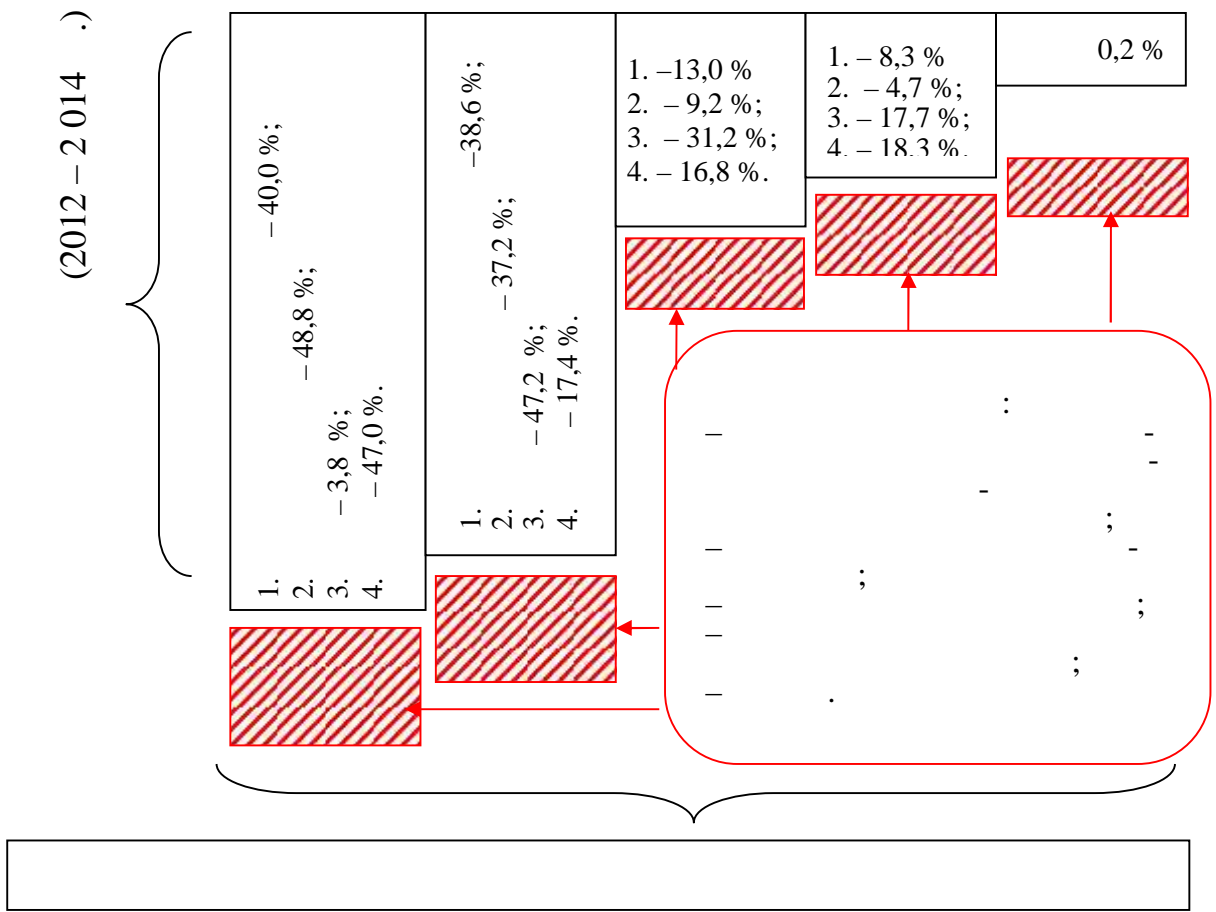 (2012 – 2 014 .)
1. – 40,0 %;
2. – 48,8 %;
3. – 3,8 %;
4. – 47,0 %.
1. –38,6 %;
2. – 37,2 %;
3. – 47,2 %;
4. – 17,4 %.
1. –13,0 %
2. – 9,2 %;
3. – 31,2 %;
4. – 16,8 %.
1. – 8,3 %
2. – 4,7 %;
3. – 17,7 %;
4. – 18,3 %.
0,2 %
:
– -
-
-
;
– -
;
– ;
–
;
– .